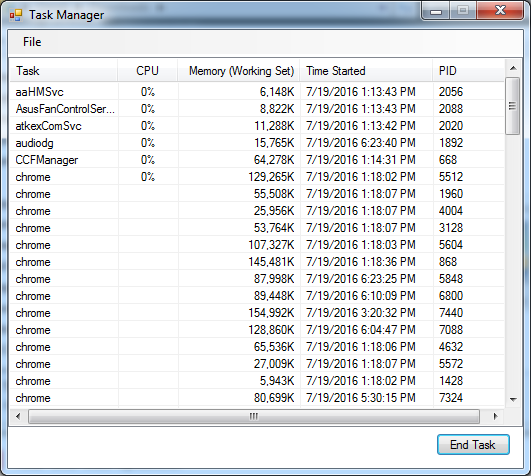 Task Manager
File
Task CPU Memory (Working Set) Time Started PID
aaHMSvc 0% 6,148K 7/19/2016 1:13:43 PM 2056
AsusFanControlSer... 0% 8,822K 7/19/2016 1:13:43 PM 2088
atkexComSvc 0% 11,288K 7/19/2016 1:13:42 PM 2020
audiodg 0% 15,765K 7/19/2016 6:23:40 PM 1892
CCFManager 0% 64,278K 7/19/2016 1:14:31 PM 668
chrome 0% 129,265K 7/19/2016 1:18:02 PM 5512
chrome 55,508K 7/19/2016 1:18:07 PM 1960
chrome 25,956K 7/19/2016 1:18:07 PM 4004
chrome 53,764K 7/19/2016 1:18:07 PM 3128
chrome 107,327K 7/19/2016 1:18:03 PM 5604
chrome 145,481K 7/19/2016 1:18:36 PM 868
chrome 87,998K 7/19/2016 6:23:25 PM 5848
chrome 89,448K 7/19/2016 6:10:09 PM 6800
chrome 154,992K 7/19/2016 3:20:32 PM 7440
chrome 128,860K 7/19/2016 6:04:47 PM 7088
chrome 65,536K 7/19/2016 1:18:06 PM 4632
chrome 27,009K 7/19/2016 1:18:07 PM 5572
chrome 5,943K 7/19/2016 1:18:02 PM 1428
chrome 80,699K 7/19/2016 5:30:15 PM 7324
End Task